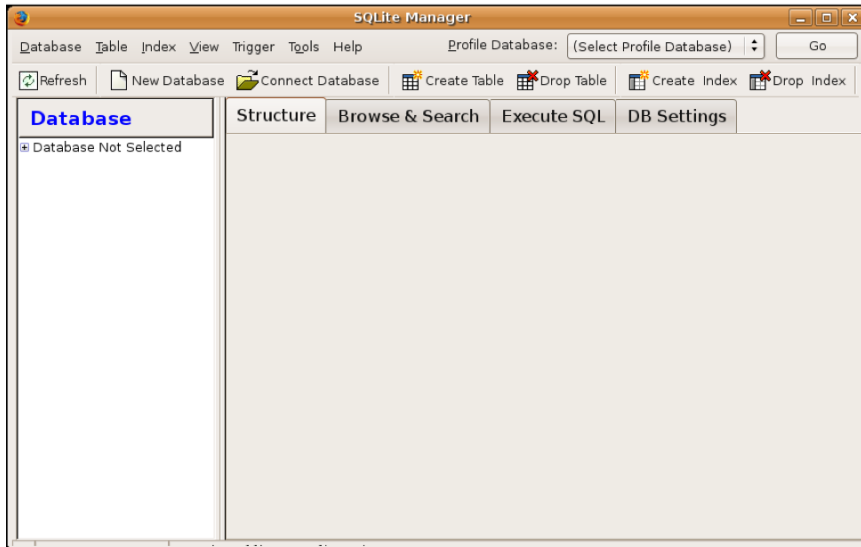 SQLite Manager
Database Table Index View Trigger Tools Help Profile Database: (Select Profile Database) Go
Refresh New Database Connect Database Create Table Drop Table Create Index Drop Index
Database
Structure Browse & Search Execute SQL DB Settings
Database Not Selected